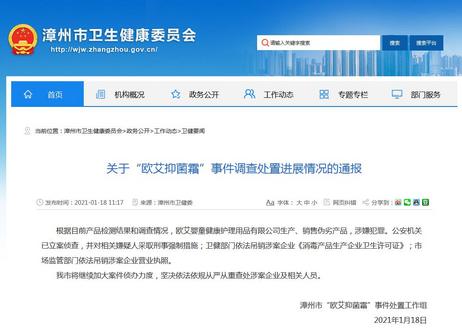 漳州市卫生健康委员会
http://wjw.zhangzhou.gov.cn/
请输入关键字搜索 搜索 搜索平台
首页 机构概况 政务公开 工作动态 专题专栏 部门服务
当前位置：漳州市卫生健康委员会>政务公开>工作动态>卫健要闻
关于“欧艾抑菌霜”事件调查处置进展情况的通报
发布时间：2021-01-18 11:17 来源：漳州市卫健委 字体：大 中 小 网页纠错 分享
根据目前产品检测结果和调查情况，欧艾婴童健康护理用品有限公司生产、销售伪劣产品，涉嫌犯罪。公安机关
已立案侦查，并对相关嫌疑人采取刑事强制措施；卫健部门依法吊销涉案企业《消毒产品生产企业卫生许可证》；市
场监管部门依法吊销涉案企业营业执照。
我市将继续加大案件侦办力度，坚决依法依规从严从重查处涉案企业及相关人员。
漳州市“欧艾抑菌霜”事件处置工作组
2021年1月18日